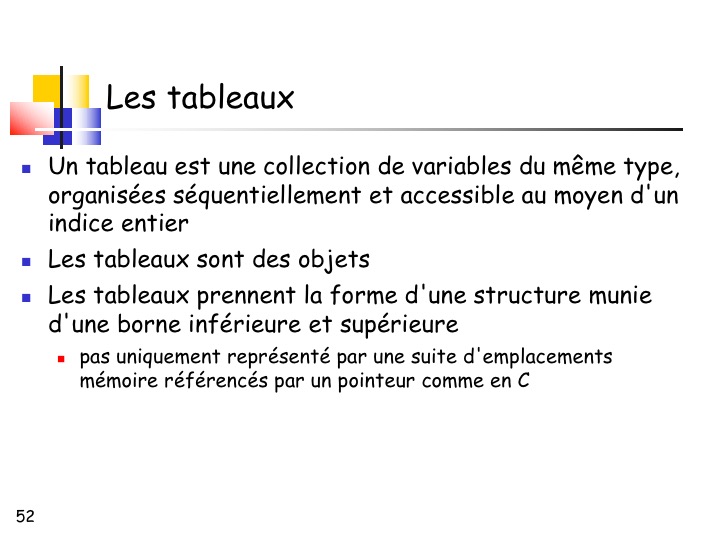 Les tableaux
Un tableau est une collection de variables du même type,
organisées séquentiellement et accessible au moyen d'un
indice entier
Les tableaux sont des objets
Les tableaux prennent la forme d'une structure munie
d'une borne inférieure et supérieure
pas uniquement représenté par une suite d'emplacements
mémoire référencés par un pointeur comme en C
52